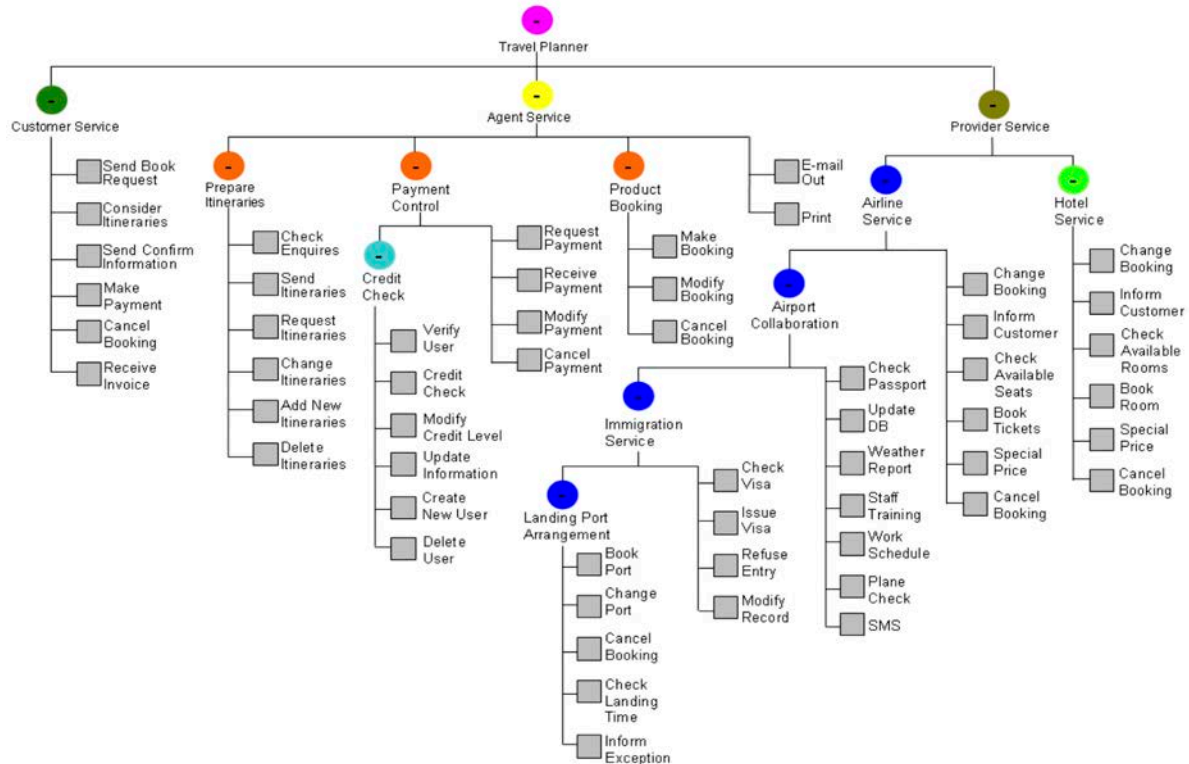 Travel Planner
Customer Service
Agent Service
Provider Service
Send Book
Request
Consider
Itineraries
Send Confirm
Information
Make
Payment
Cancel
Booking
Receive
Invoice
Prepare
Itineraries
Check
Enquires
Send
Itineraries
Request
Itineraries
Change
Itineraries
Add New
Itineraries
Delete
Itineraries
Payment
Control
Credit
Check
Verify
User
Credit
Check
Modify
Credit Level
Update
Information
Create
New User
Delete
User
Request
Payment
Receive
Payment
Modify
Payment
Cancel
Payment
Product
Booking
Make
Booking
Modify
Booking
Cancel
Booking
E-mail
Out
Print
Airline
Service
Airport
Collaboration
Immigration
Service
Landing Port
Arrangement
Book
Port
Change
Port
Cancel
Booking
Check
Landing
Time
Inform
Exception
Check
Visa
Issue
Visa
Refuse
Entry
Modify
Record
Check
Passport
Update
DB
Weather
Report
Staff
Training
Work
Schedule
Plane
Check
SMS
Change
Booking
Inform
Customer
Check
Available
Seats
Book
Tickets
Special
Price
Cancel
Booking
Hotel
Service
Change
Booking
Inform
Customer
Check
Available
Rooms
Book
Room
Special
Price
Cancel
Booking